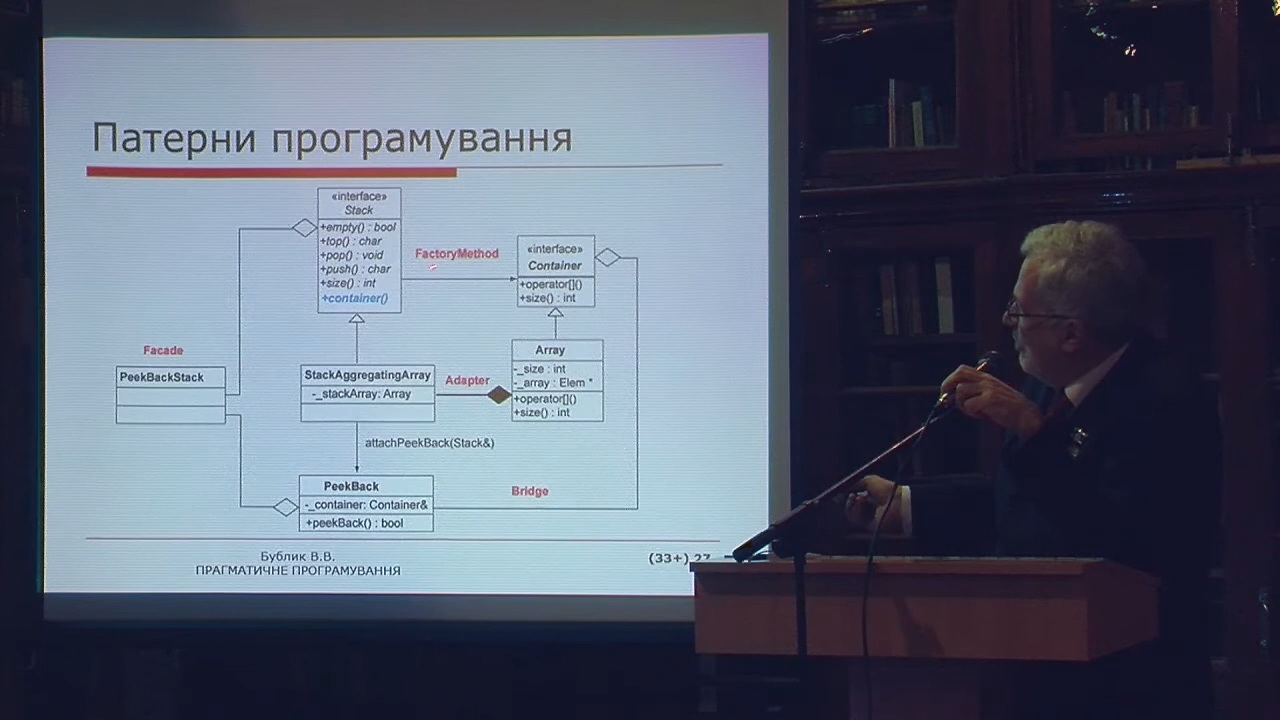 Патерни програмування
«interface»
Stack
+empty() : bool
+top() : char
+pop() : void
+push() : char
+size() : int
+container()
FactoryMethod
«interface»
Container
+operator[]()
+size() : int
Facade
PeekBackStack
StackAggregatingArray
-_stackArray: Array
Adapter
Array
-_size : int
-_array : Elem *
+operator[]()
+size() : int
attachPeekBack(Stack&)
PeekBack
-_container: Container&
+peekBack() : bool
Bridge
Бублик В.В.
ПРАГМАТИЧНЕ ПРОГРАМУВАННЯ
(33+) 27